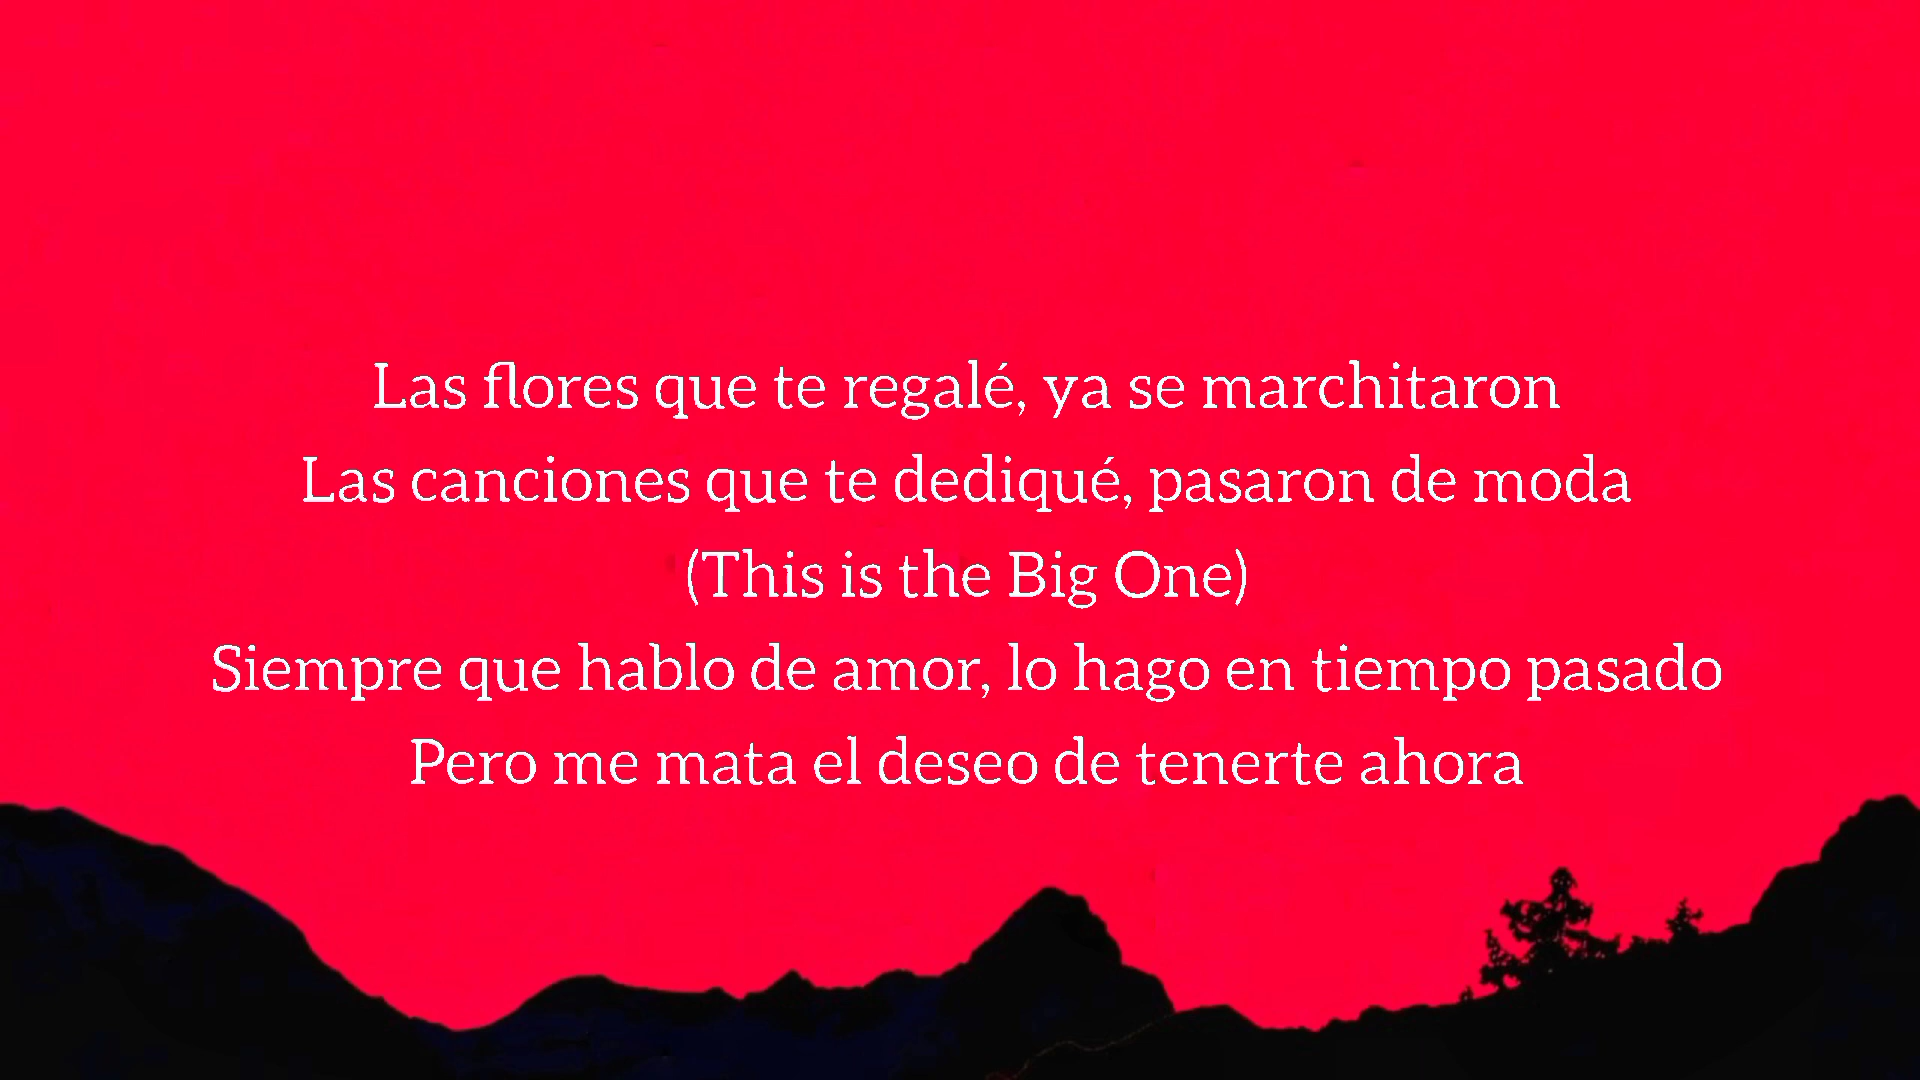 Las flores que te regalé, ya se marchitaron
Las canciones que te dediqué, pasaron de moda
(This is the Big One)
Siempre que hablo de amor, lo hago en tiempo pasado
Pero me mata el deseo de tenerte ahora